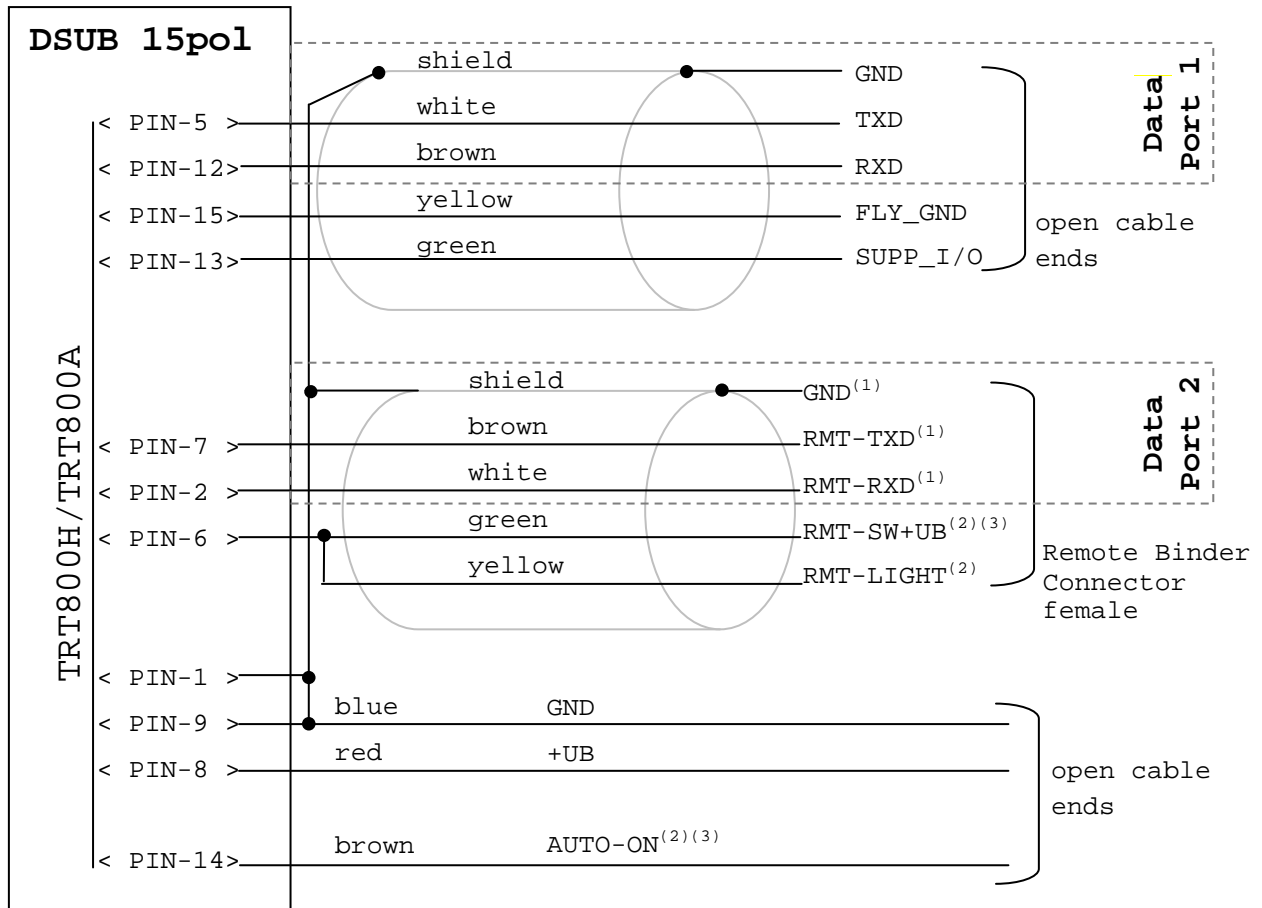 DSUB 15pol
shield GND
< PIN-5 > white TXD
< PIN-12> brown RXD
Data Port 1
< PIN-15> yellow FLY_GND
< PIN-13> green SUPP_I/O
open cable
ends
TRT800H/TRT800A
shield GND(1)
< PIN-7 > brown RMT-TXD(1)
< PIN-2 > white RMT-RXD(1)
Data Port 2
< PIN-6 > green RMT-SW+UB(2)(3)
yellow RMT-LIGHT(2)
Remote Binder
Connector
female
< PIN-1 >
< PIN-9 > blue GND
< PIN-8 > red +UB
open cable
ends
< PIN-14> brown AUTO-ON(2)(3)